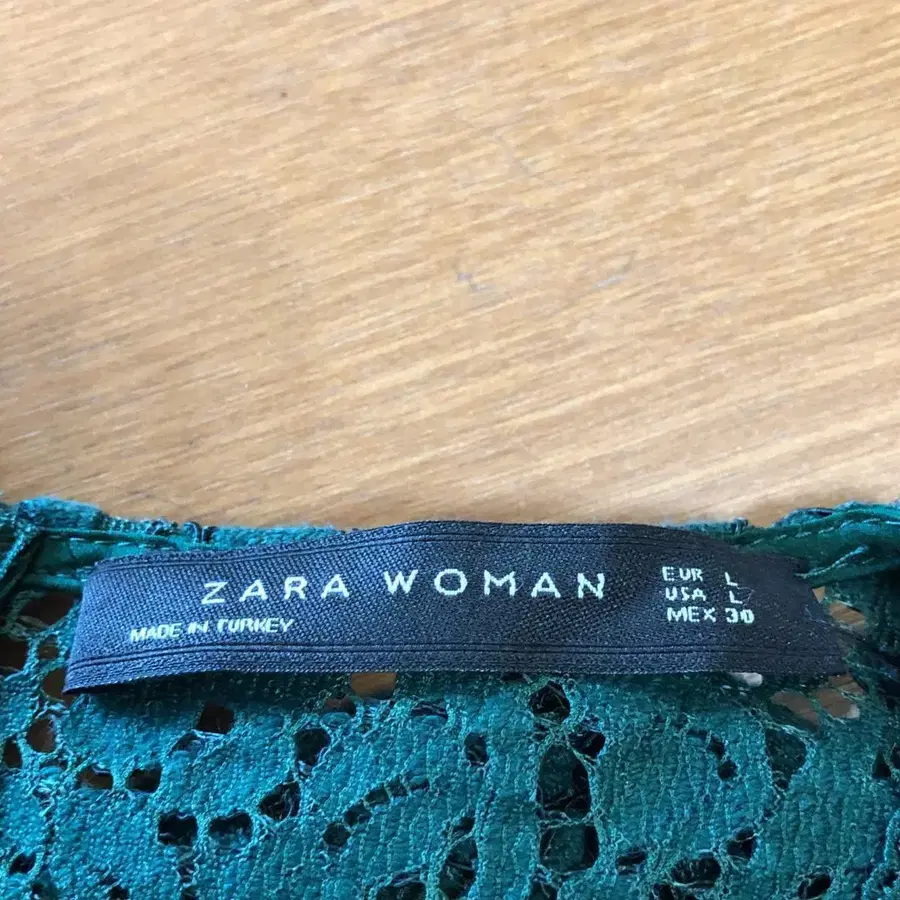 ZARA WOMAN
MADE IN TURKEY
EUR L
USA L
MEX 30